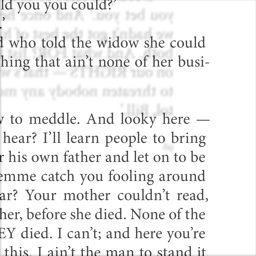 ld you you could?’
,
d who told the widow she could
hing that ain’t none of her busi-
y to meddle. And looky here —
hear? I’ll learn people to bring
r his own father and let on to be
emme catch you fooling around
ar? Your mother couldn’t read,
her, before she died. None of the
EY died. I can’t; and here you’re
this. I ain’t the man to stand it